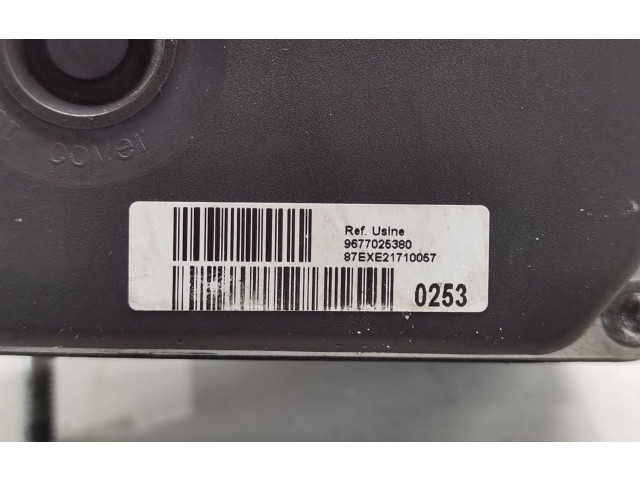 cover
Ref. Usine
9677025380
87EXE21710057
0253